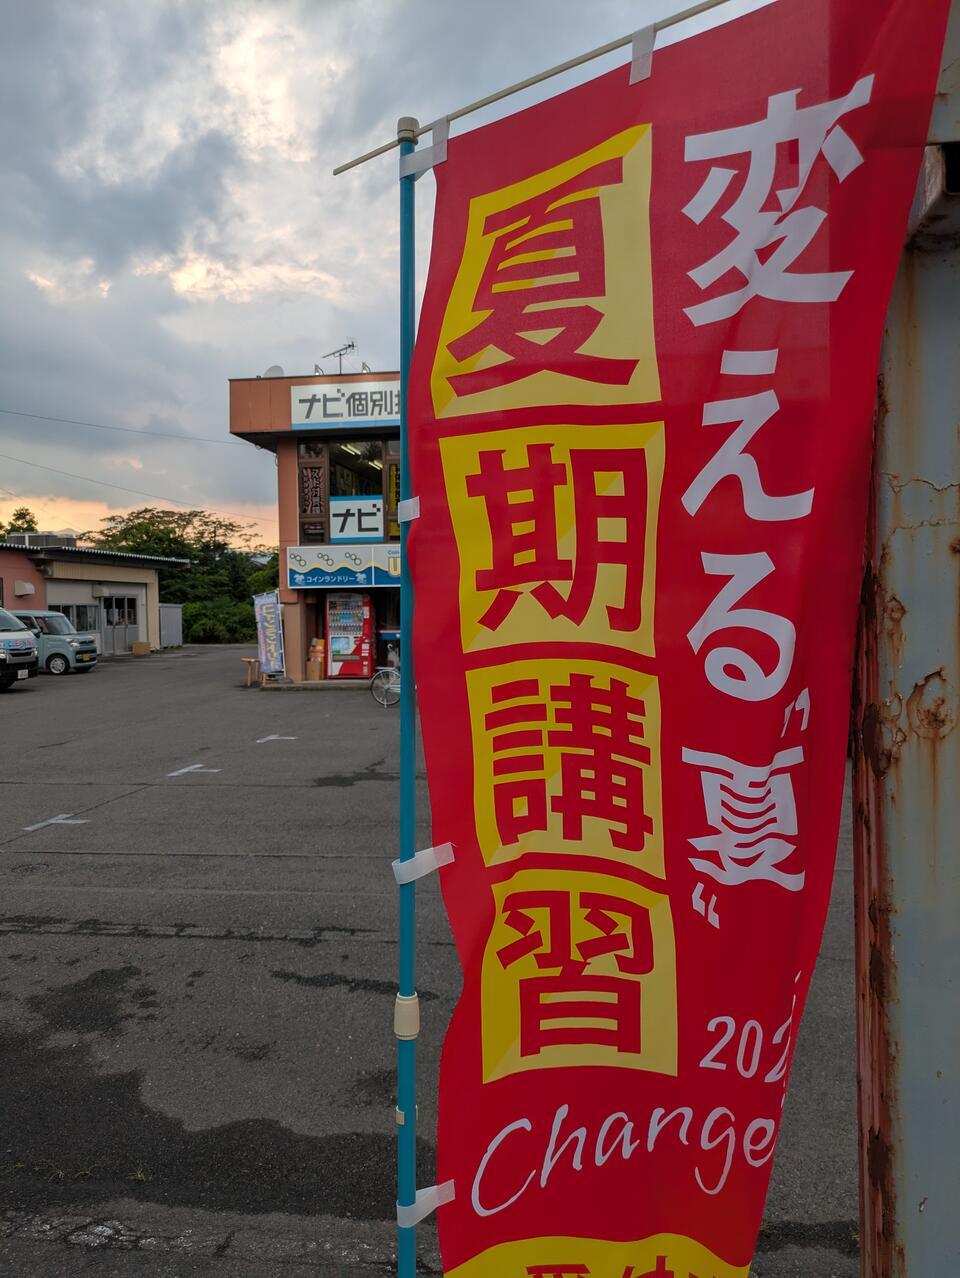 変える"夏"
夏期講習
202
Change
ナビ個別
ナビ
コインランドリー